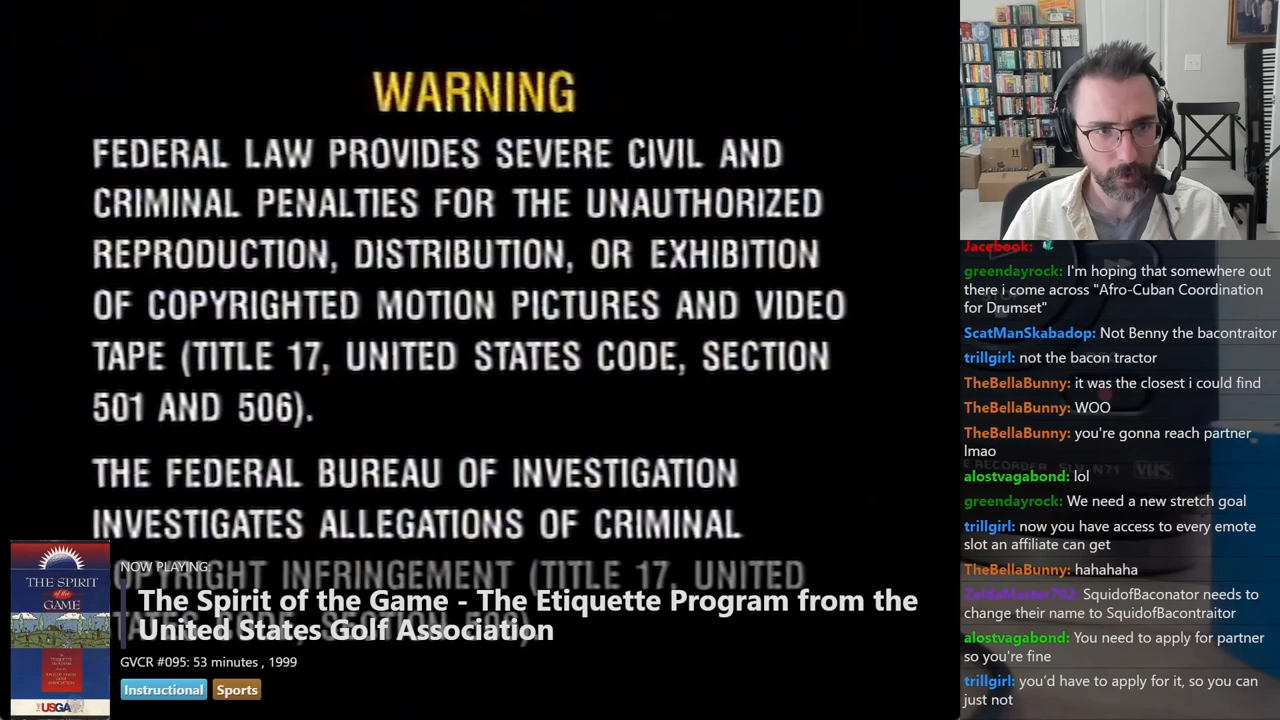 WARNING
FEDERAL LAW PROVIDES SEVERE CIVIL AND
CRIMINAL PENALTIES FOR THE UNAUTHORIZED
REPRODUCTION, DISTRIBUTION, OR EXHIBITION
OF COPYRIGHTED MOTION PICTURES AND VIDEO
TAPE (TITLE 17, UNITED STATES CODE, SECTION
501 AND 506).
THE FEDERAL BUREAU OF INVESTIGATION
INVESTIGATES ALLEGATIONS OF CRIMINAL
COPYRIGHT INFRINGEMENT (TITLE 17, UNITED
THE SPIRIT
of the
GAME
USGA
NOW PLAYING
The Spirit of the Game - The Etiquette Program from the
United States Golf Association
GVCR #095: 53 minutes , 1999
Instructional
Sports
Jacebook:
greendayrock: I'm hoping that somewhere out
there i come across "Afro-Cuban Coordination
for Drumset"
ScatManSkabadop: Not Benny the bacontraitor
trillgirl: not the bacon tractor
TheBellaBunny: it was the closest i could find
TheBellaBunny: WOO
TheBellaBunny: you're gonna reach partner
lmao
RECORDER SLV-N71 VHS
alostvagabond: lol
greendayrock: We need a new stretch goal
trillgirl: now you have access to every emote
slot an affiliate can get
TheBellaBunny: hahahaha
ZeldaMaster702: SquidofBaconator needs to
change their name to SquidofBacontraitor
alostvagabond: You need to apply for partner
so you're fine
trillgirl: you'd have to apply for it, so you can
just not